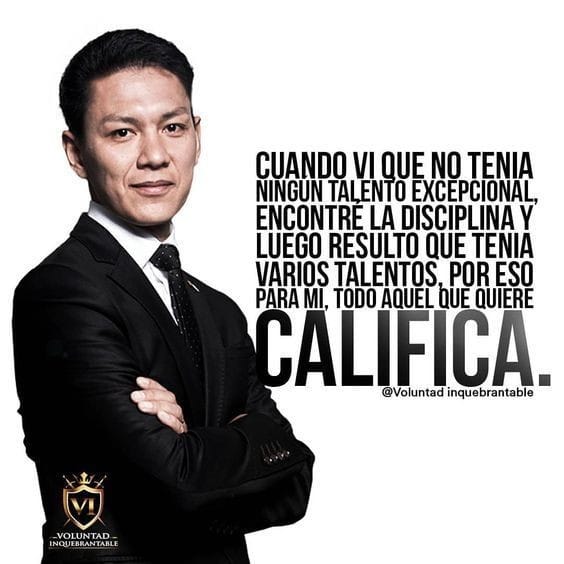 CUANDO VI QUE NO TENIA
NINGUN TALENTO EXCEPCIONAL,
ENCONTRÉ LA DISCIPLINA Y
LUEGO RESULTO QUE TENIA
VARIOS TALENTOS, POR ESO
PARA MI, TODO AQUEL QUE QUIERE
CALIFICA.
@Voluntad inquebrantable
VI
VOLUNTAD
INQUEBRANTABLE